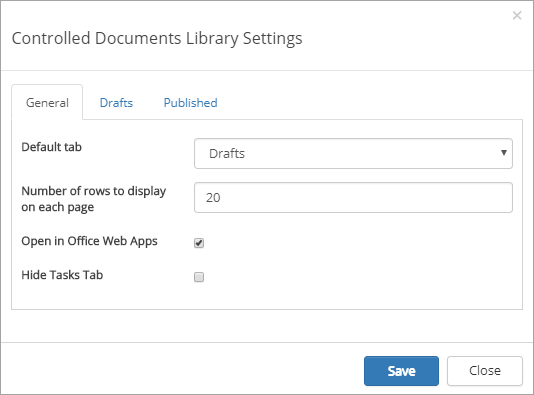 Controlled Documents Library Settings
×
General Drafts Published
Default tab
Drafts
Number of rows to display
on each page
20
Open in Office Web Apps
Hide Tasks Tab
Save Close